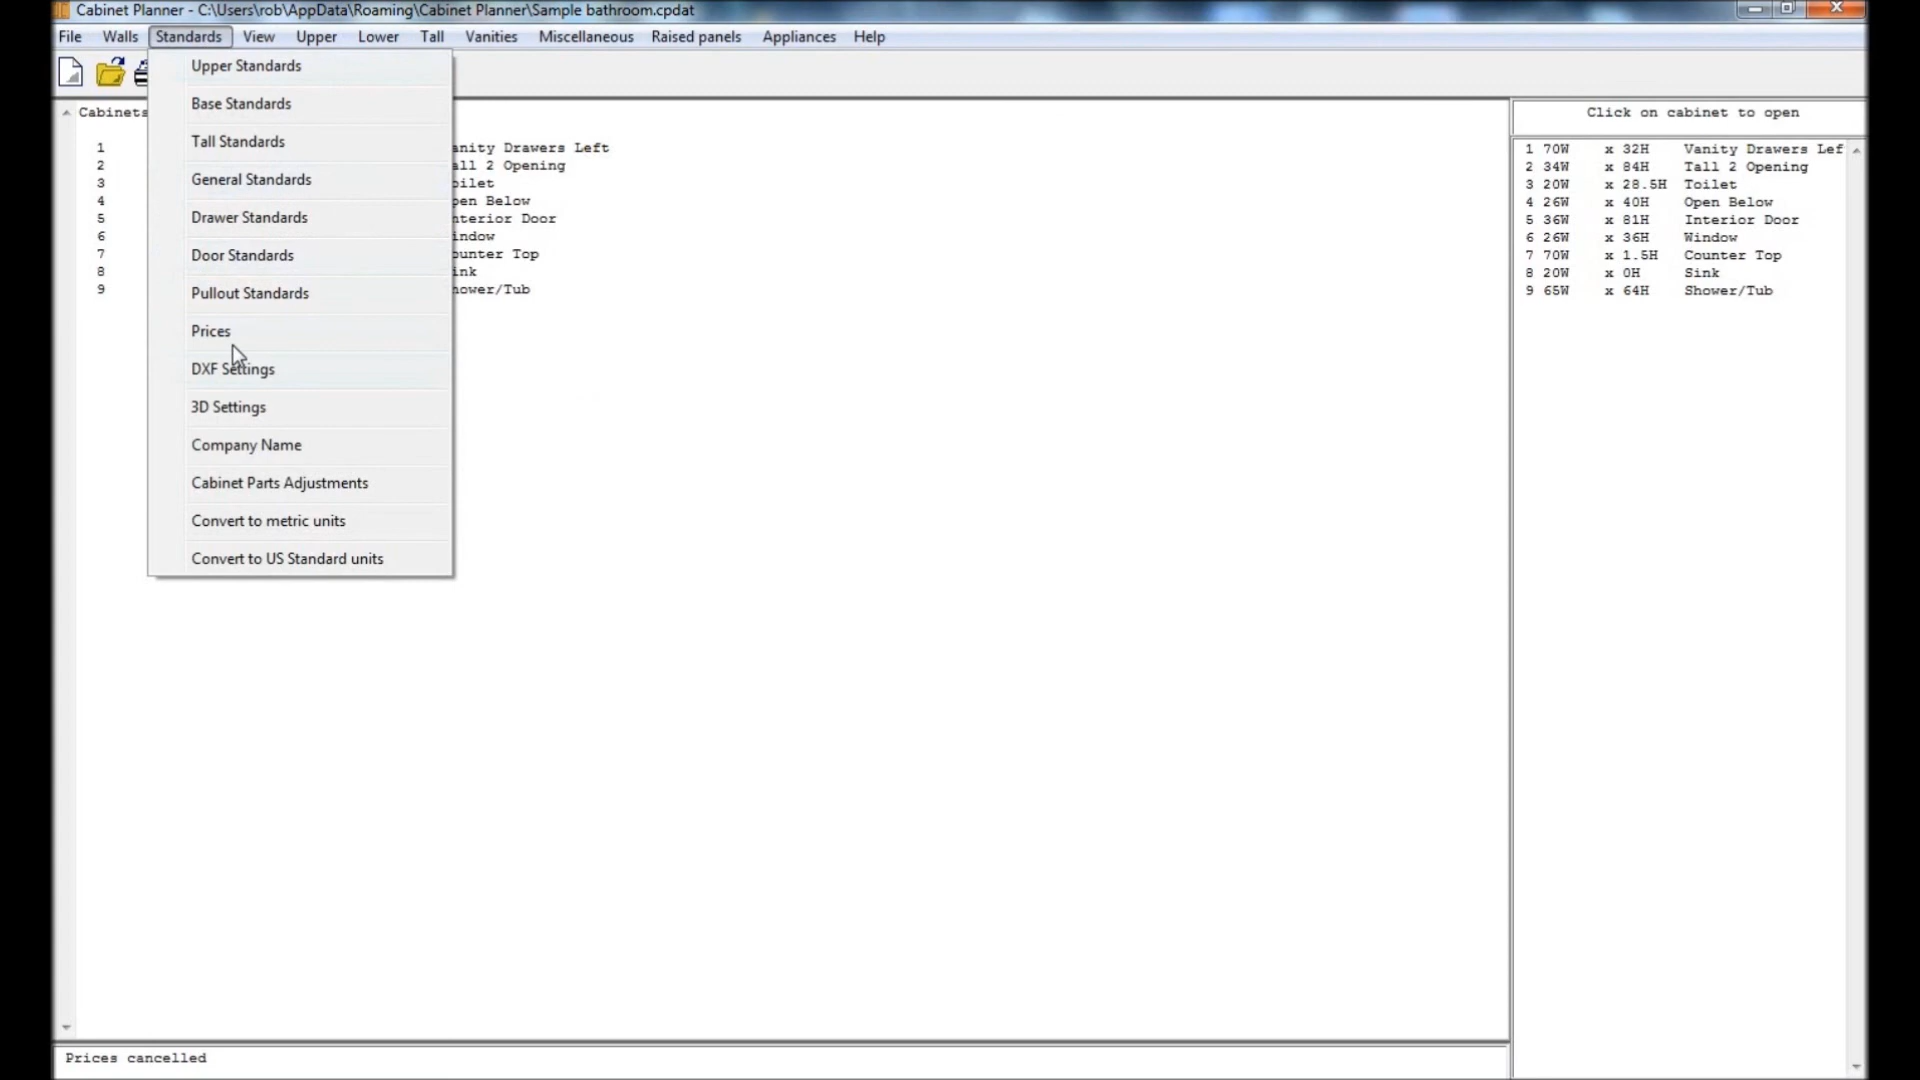 Cabinet Planner - C:\Users\rob\AppData\Roaming\Cabinet Planner\Sample bathroom.cpdat
File Walls Standards View Upper Lower Tall Vanities Miscellaneous Raised panels Appliances Help
Upper Standards
Base Standards
Tall Standards
General Standards
Drawer Standards
Door Standards
Pullout Standards
Prices
DXF Settings
3D Settings
Company Name
Cabinet Parts Adjustments
Convert to metric units
Convert to US Standard units
Cabinets
1 anity Drawers Left
2 all 2 Opening
3 oilet
4 pen Below
5 nterior Door
6 indow
7 ounter Top
8 ink
9 hower/Tub
Click on cabinet to open
1 70W x 32H Vanity Drawers Lef
2 34W x 84H Tall 2 Opening
3 20W x 28.5H Toilet
4 26W x 40H Open Below
5 36W x 81H Interior Door
6 26W x 36H Window
7 70W x 1.5H Counter Top
8 20W x 0H Sink
9 65W x 64H Shower/Tub
Prices cancelled